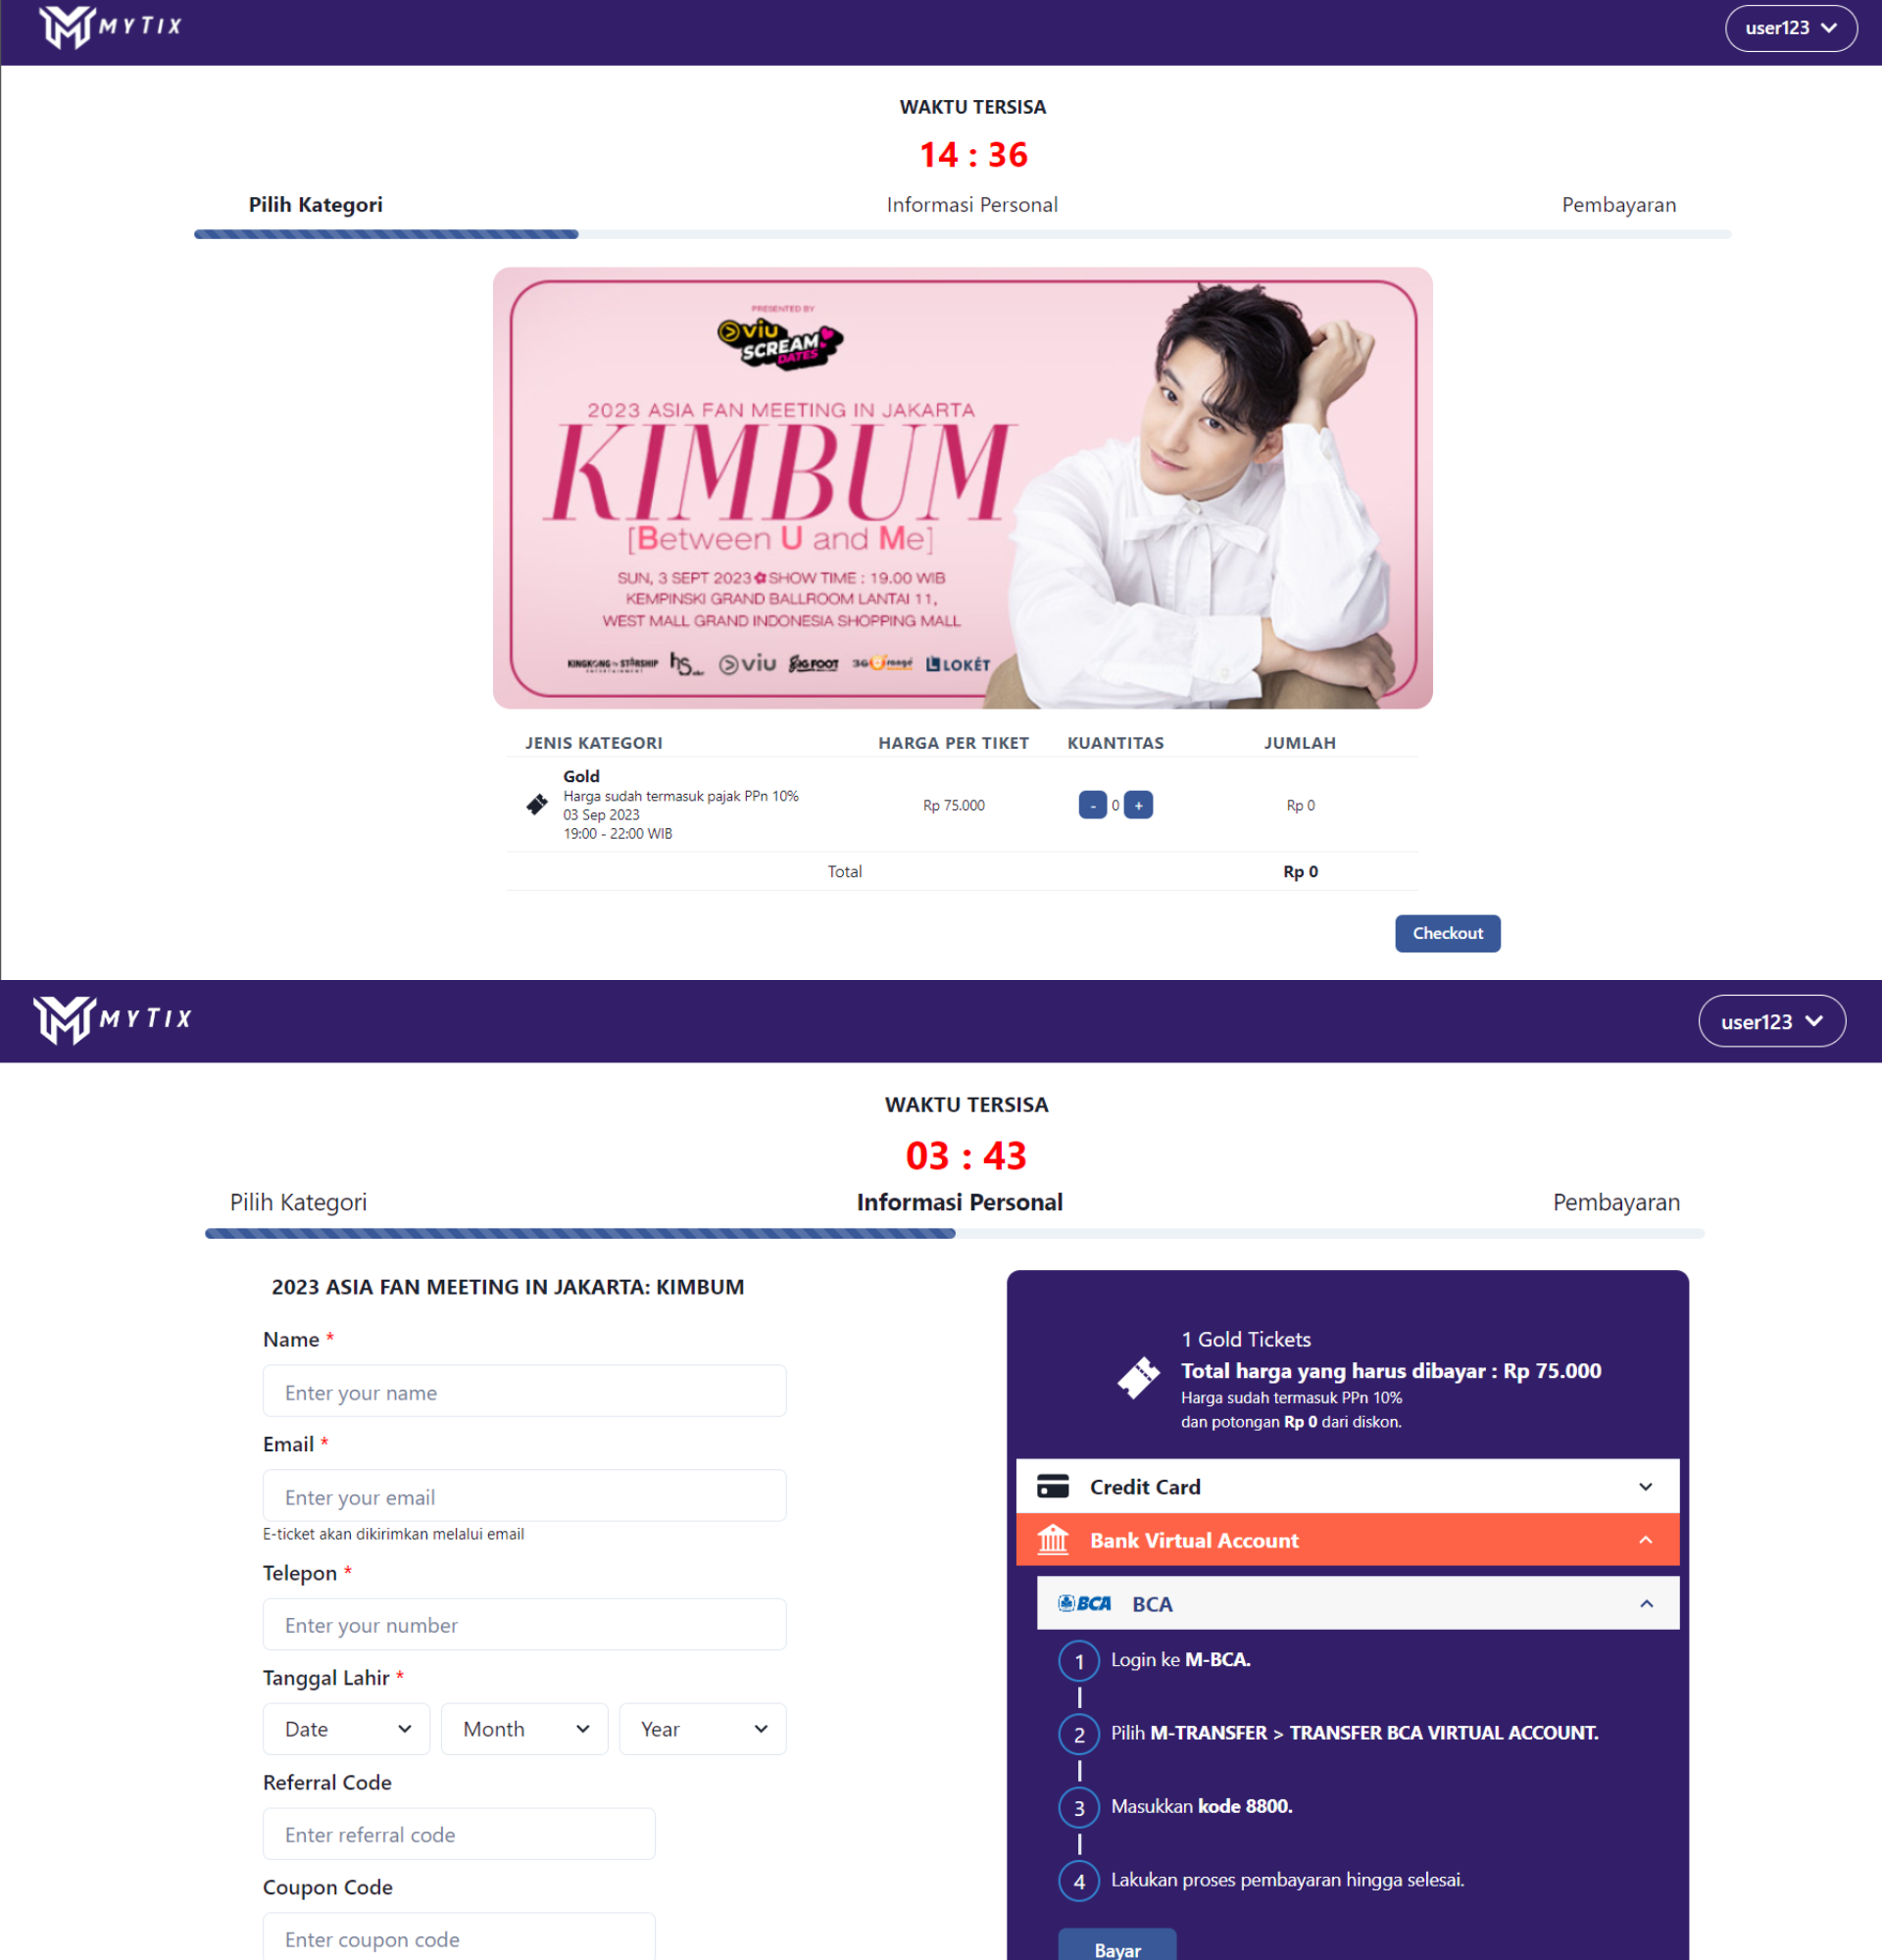 MYTIX
user123
WAKTU TERSISA
14 : 36
Pilih Kategori
Informasi Personal
Pembayaran
PRESENTED BY
viu
SCREAM
DATES
2023 ASIA FAN MEETING IN JAKARTA
KIMBUM
[Between U and Me]
SUN, 3 SEPT 2023 SHOW TIME : 19.00 WIB
KEMPINSKI GRAND BALLROOM LANTAI 11,
WEST MALL GRAND INDONESIA SHOPPING MALL
KINGKONG by STARSHIP viu BIGFOOT LOKÉT
JENIS KATEGORI HARGA PER TIKET KUANTITAS JUMLAH
Gold
Harga sudah termasuk pajak PPn 10%
03 Sep 2023
19:00 - 22:00 WIB
Rp 75.000
- 0 +
Rp 0
Total Rp 0
Checkout
MYTIX
user123
WAKTU TERSISA
03 : 43
Pilih Kategori
Informasi Personal
Pembayaran
2023 ASIA FAN MEETING IN JAKARTA: KIMBUM
Name *
Enter your name
Email *
Enter your email
E-ticket akan dikirimkan melalui email
Telepon *
Enter your number
Tanggal Lahir *
Date Month Year
Referral Code
Enter referral code
Coupon Code
Enter coupon code
1 Gold Tickets
Total harga yang harus dibayar : Rp 75.000
Harga sudah termasuk PPn 10%
dan potongan Rp 0 dari diskon.
Credit Card
Bank Virtual Account
BCA BCA
1 Login ke M-BCA.
2 Pilih M-TRANSFER > TRANSFER BCA VIRTUAL ACCOUNT.
3 Masukkan kode 8800.
4 Lakukan proses pembayaran hingga selesai.
Bayar